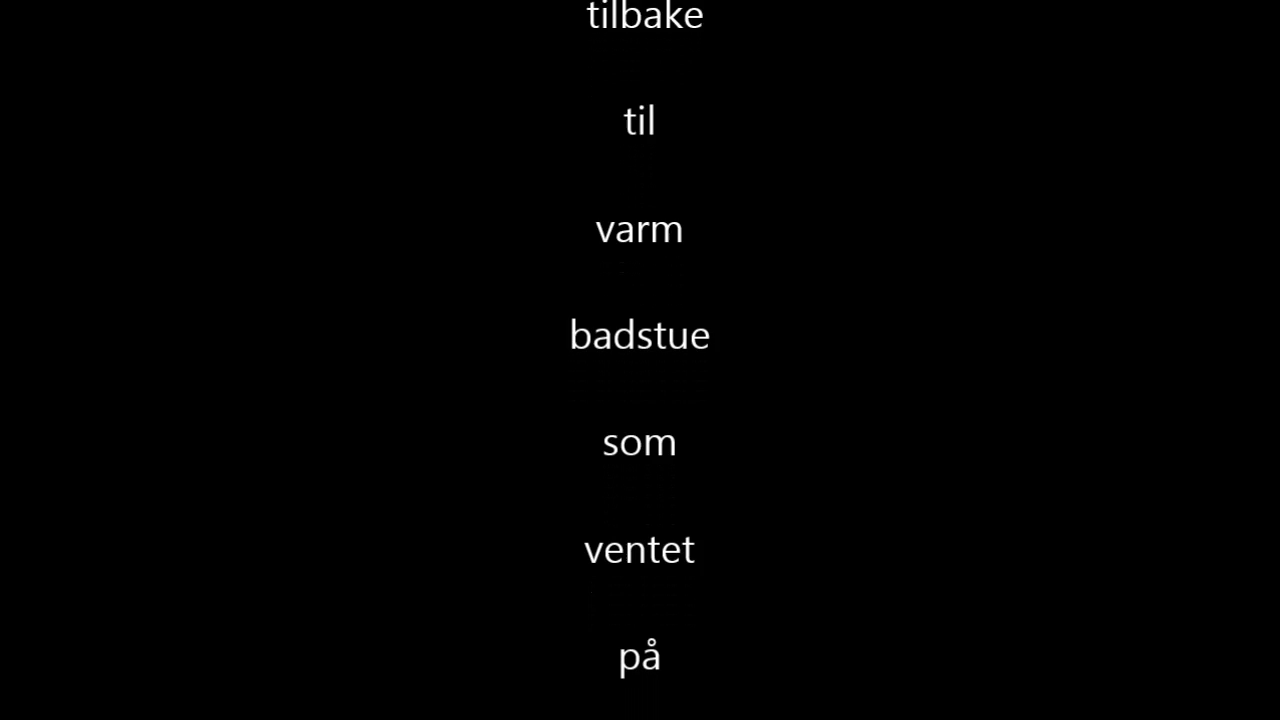 tilbake
til
varm
badstue
som
ventet
på